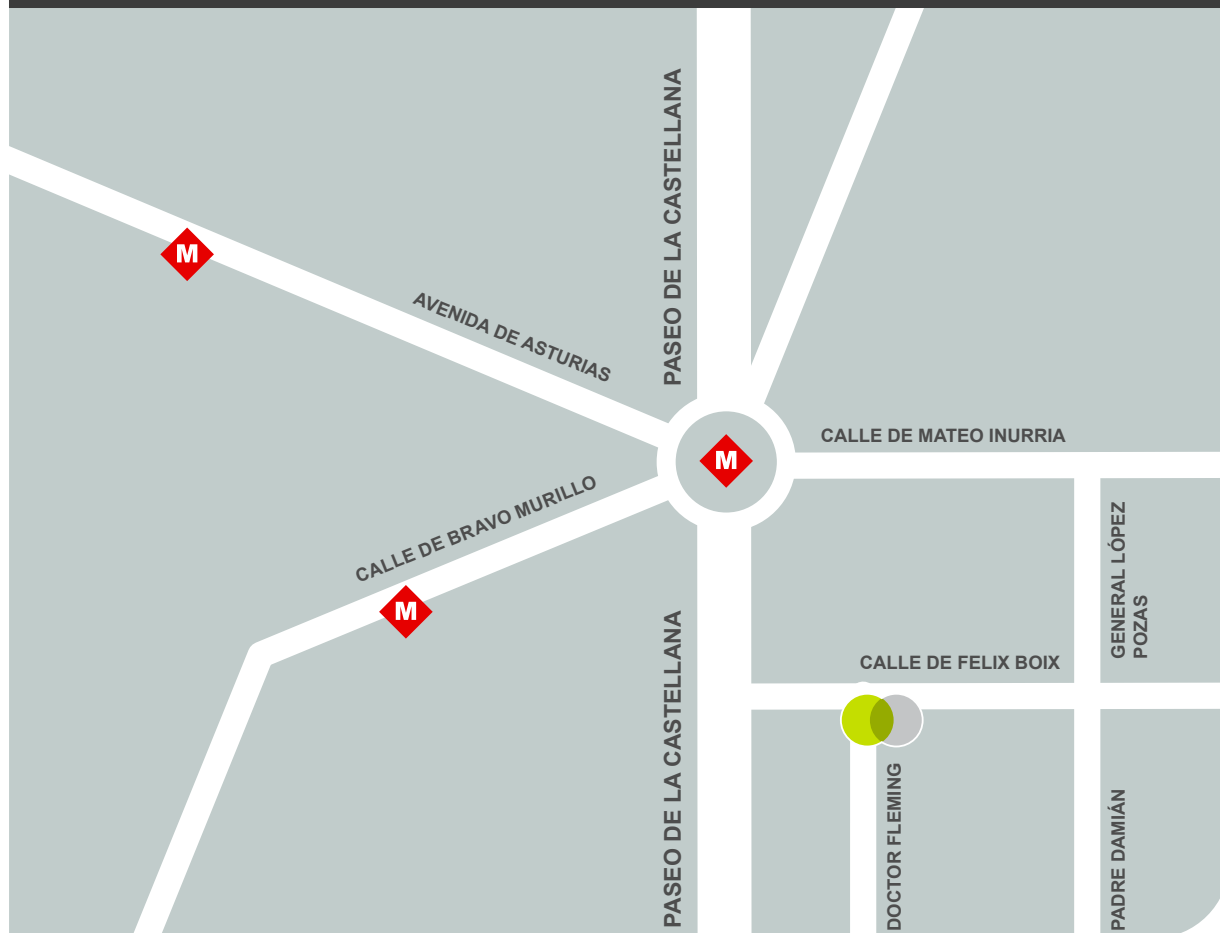 PASEO DE LA CASTELLANA
M
AVENIDA DE ASTURIAS
CALLE DE MATEO INURRIA
M
CALLE DE BRAVO MURILLO
M
GENERAL LÓPEZ
POZAS
CALLE DE FELIX BOIX
PASEO DE LA CASTELLANA
DOCTOR FLEMING
PADRE DAMIÁN